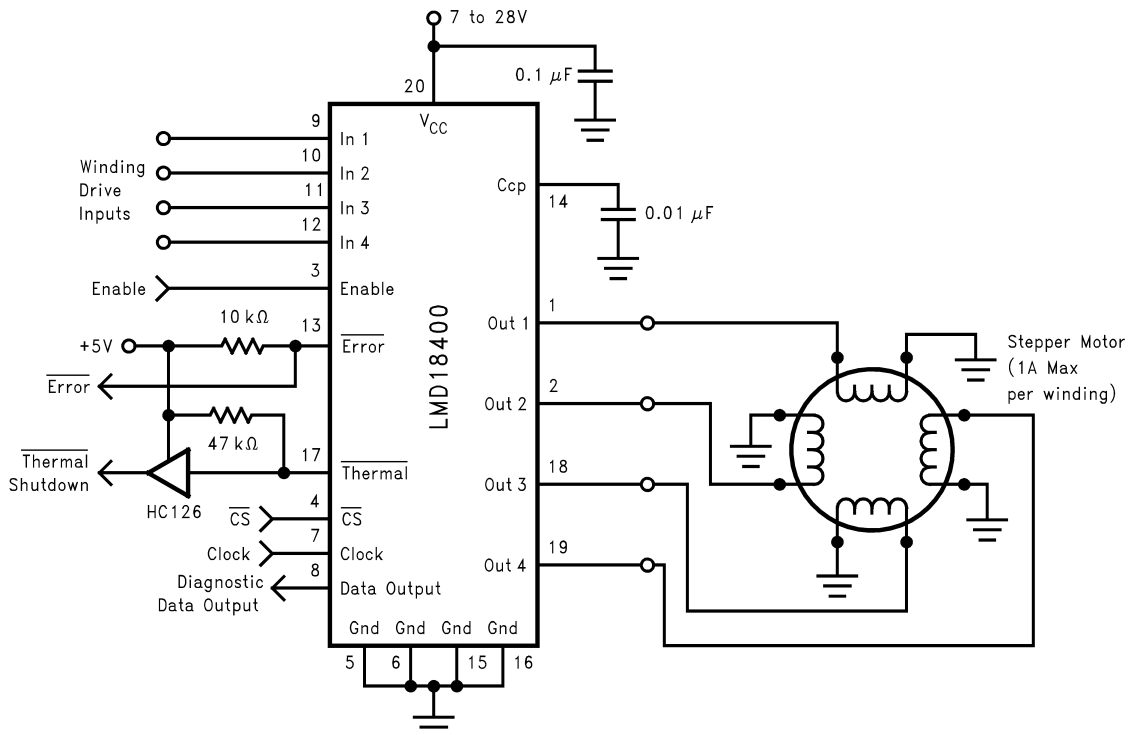 7 to 28V
0.1 μF
20
VCC
9
In 1
10
In 2
Winding
Drive
Inputs
11
In 3
12
In 4
Ccp
14
0.01 μF
3
Enable
Enable
LMD18400
10 kΩ
13
+5V
Error
Error
47 kΩ
17
Thermal
Shutdown
Thermal
HC126
4
CS
CS
7
Clock
Clock
8
Diagnostic
Data Output
Data Output
1
Out 1
2
Out 2
18
Out 3
19
Out 4
Stepper Motor
(1A Max
per winding)
Gnd Gnd Gnd Gnd
5 6 15 16